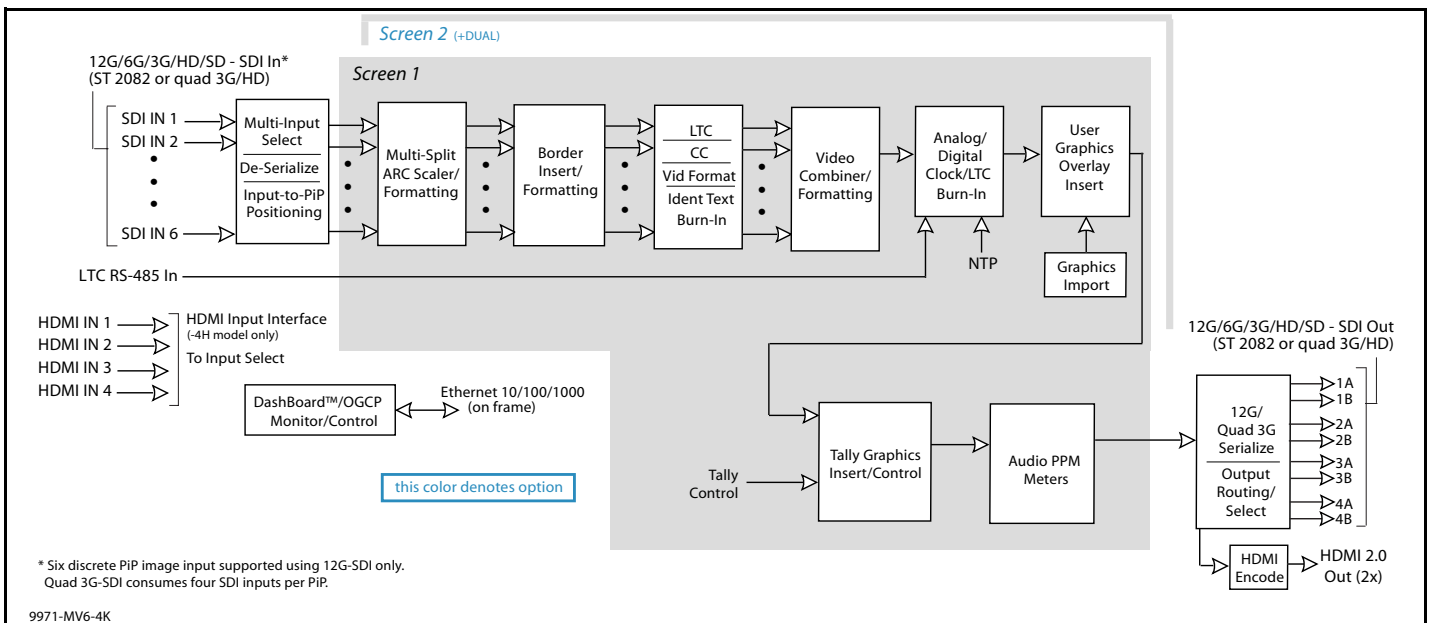 Screen 2 (+DUAL)
12G/6G/3G/HD/SD - SDI In*
(ST 2082 or quad 3G/HD)
Screen 1
SDI IN 1
SDI IN 2
SDI IN 6
Multi-Input
Select
De-Serialize
Input-to-PiP
Positioning
Multi-Split
ARC Scaler/
Formatting
Border
Insert/
Formatting
LTC
CC
Vid Format
Ident Text
Burn-In
Video
Combiner/
Formatting
Analog/
Digital
Clock/LTC
Burn-In
User
Graphics
Overlay
Insert
LTC RS-485 In
NTP
Graphics
Import
HDMI IN 1
HDMI IN 2
HDMI IN 3
HDMI IN 4
HDMI Input Interface
(-4H model only)
To Input Select
DashBoard™/OGCP
Monitor/Control
Ethernet 10/100/1000
(on frame)
this color denotes option
Tally
Control
Tally Graphics
Insert/Control
Audio PPM
Meters
12G/6G/3G/HD/SD - SDI Out
(ST 2082 or quad 3G/HD)
12G/
Quad 3G
Serialize
Output
Routing/
Select
1A
1B
2A
2B
3A
3B
4A
4B
HDMI
Encode
HDMI 2.0
Out (2x)
* Six discrete PiP image input supported using 12G-SDI only.
Quad 3G-SDI consumes four SDI inputs per PiP.
9971-MV6-4K